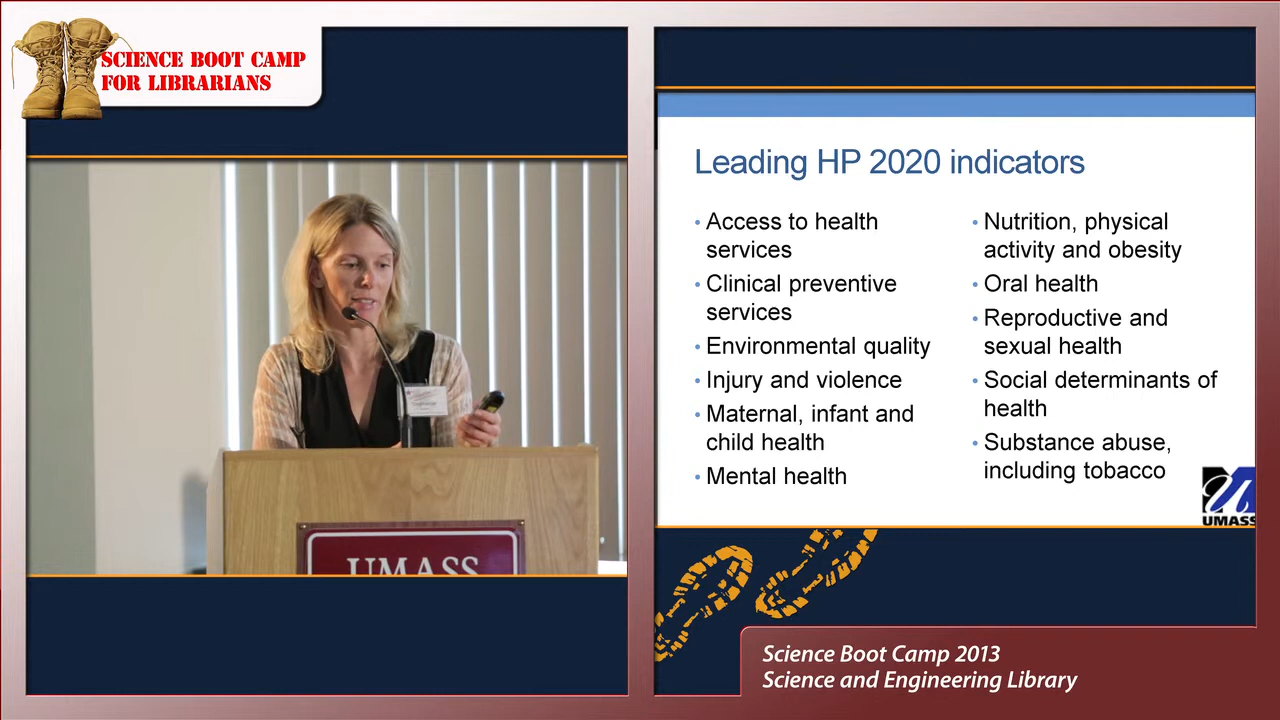 SCIENCE BOOT CAMP
FOR LIBRARIANS
UMASS
Leading HP 2020 indicators
• Access to health
services
• Clinical preventive
services
• Environmental quality
• Injury and violence
• Maternal, infant and
child health
• Mental health
• Nutrition, physical
activity and obesity
• Oral health
• Reproductive and
sexual health
• Social determinants of
health
• Substance abuse,
including tobacco
UMASS
Science Boot Camp 2013
Science and Engineering Library